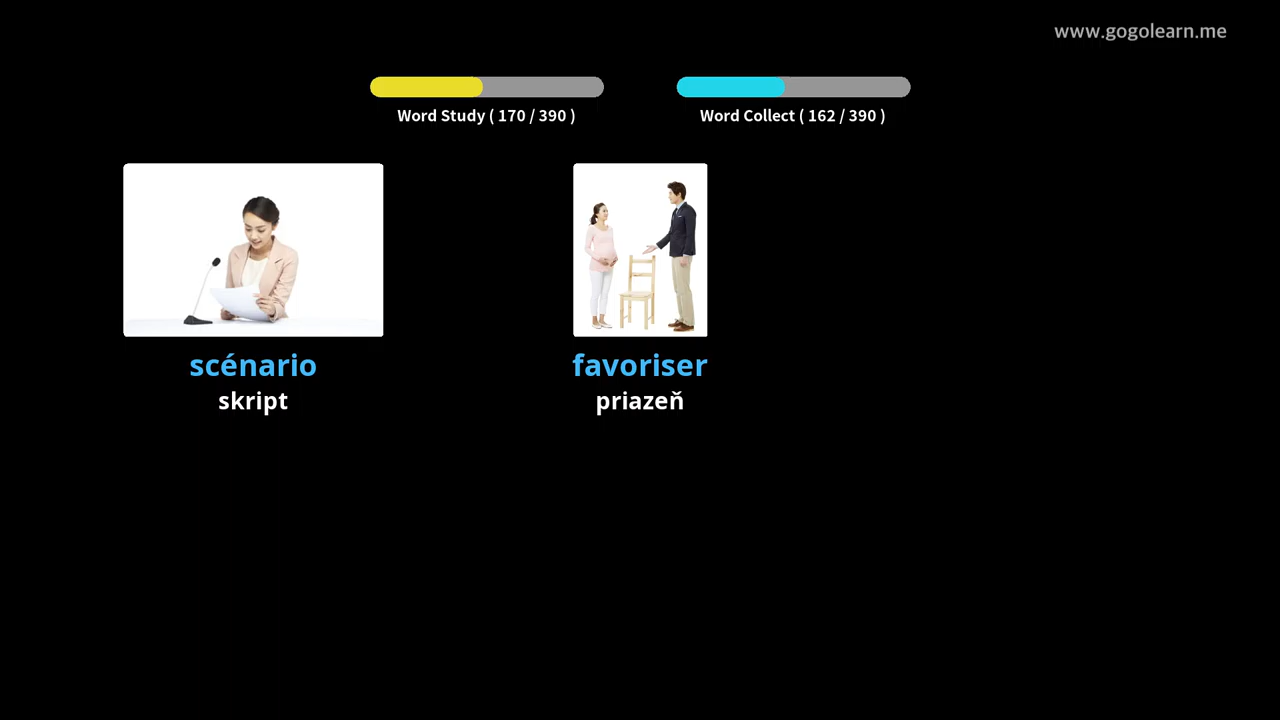 www.gogolearn.me
Word Study ( 170 / 390 )
Word Collect ( 162 / 390 )
scénario
skript
favoriser
priazeň